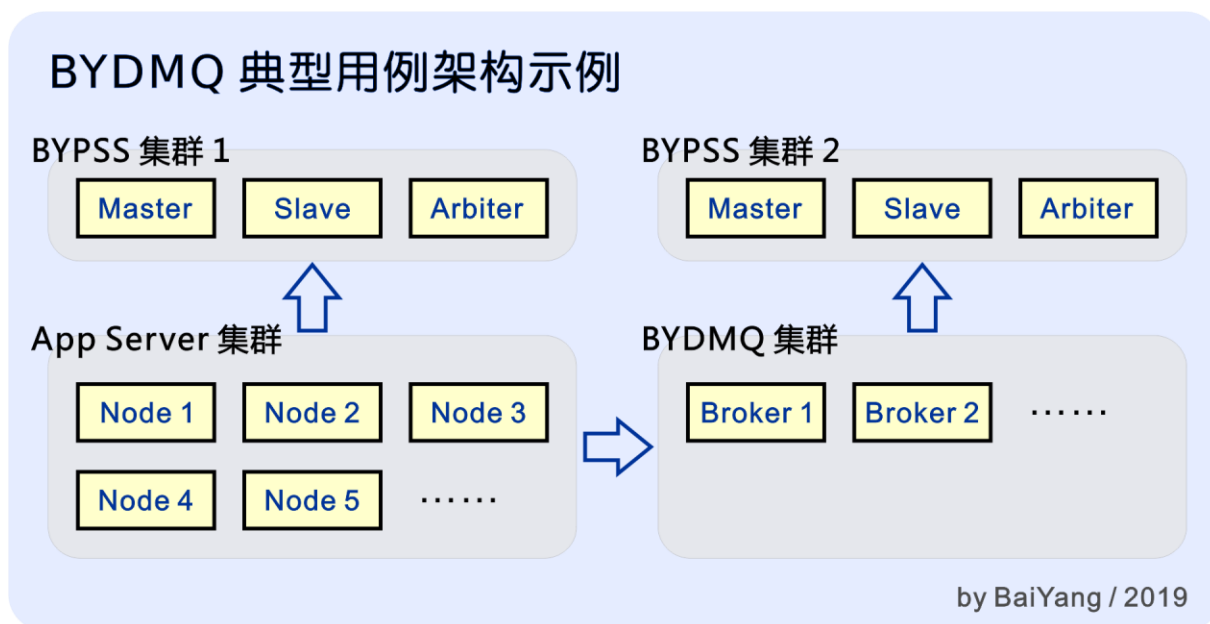 BYDMQ 典型用例架构示例
BYPSS 集群 1
Master Slave Arbiter
BYPSS 集群 2
Master Slave Arbiter
App Server 集群
Node 1 Node 2 Node 3
Node 4 Node 5 ……
BYDMQ 集群
Broker 1 Broker 2 ……
by BaiYang / 2019